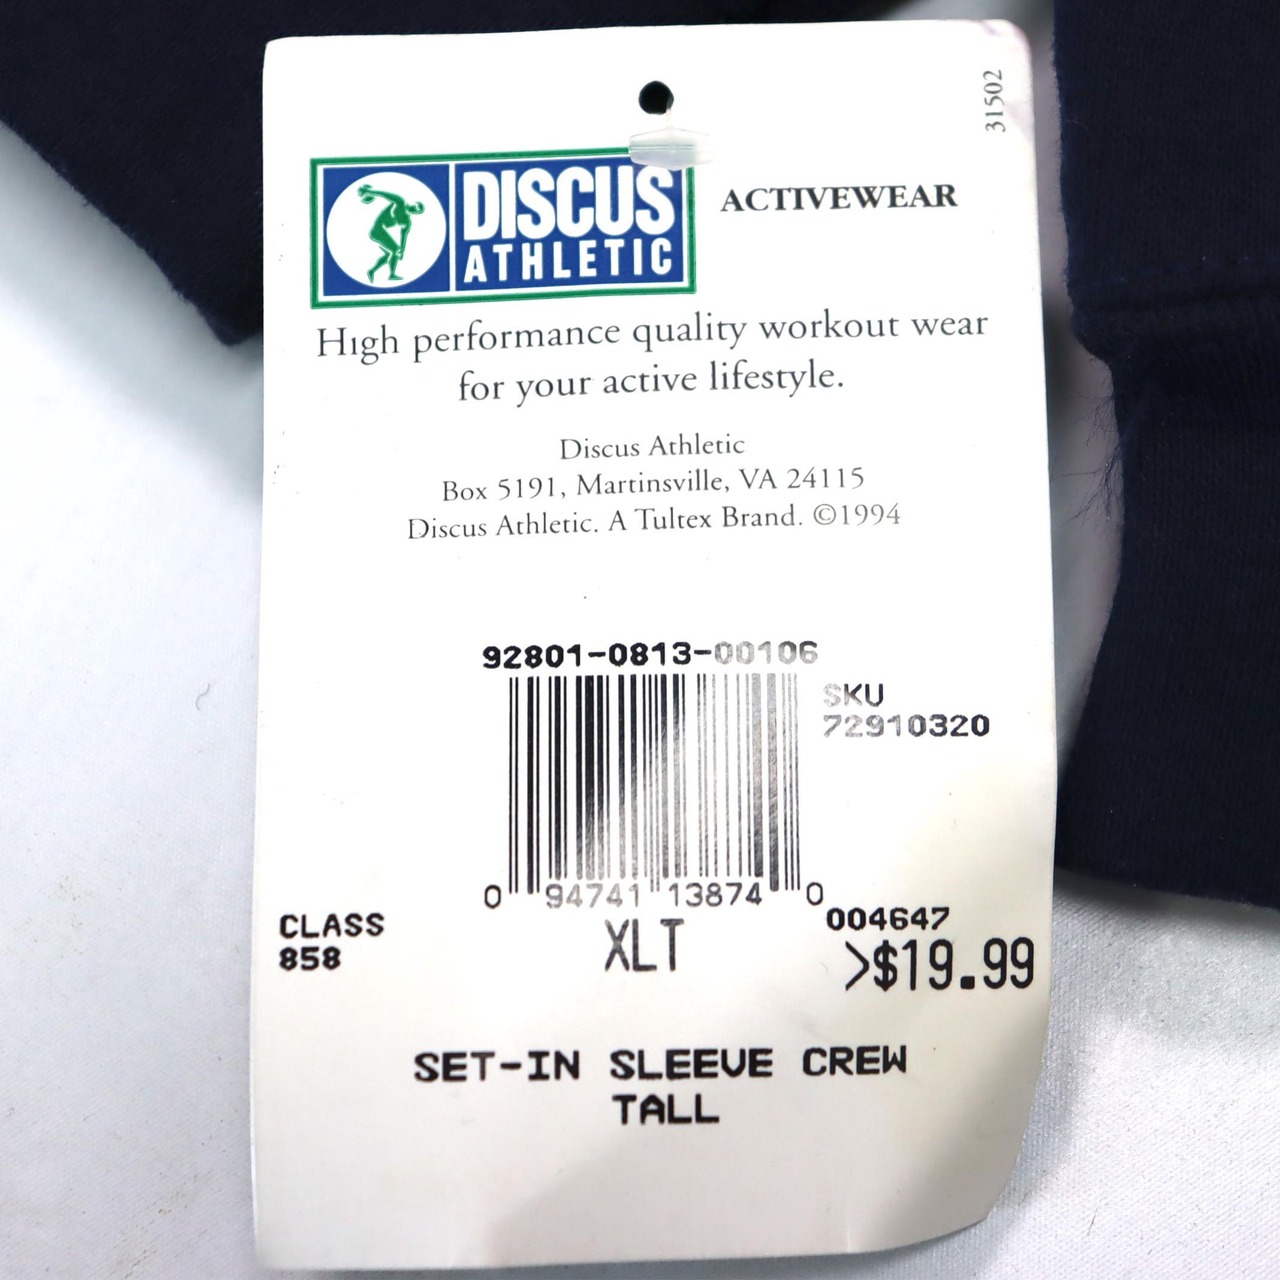 31502
DISCUS
ATHLETIC
ACTIVEWEAR
High performance quality workout wear
for your active lifestyle.
Discus Athletic
Box 5191, Martinsville, VA 24115
Discus Athletic. A Tultex Brand. ©1994
92801-0813-00106
SKU
72910320
0 94741 13874 0
CLASS
858
XLT
004647
>$19.99
SET-IN SLEEVE CREW
TALL